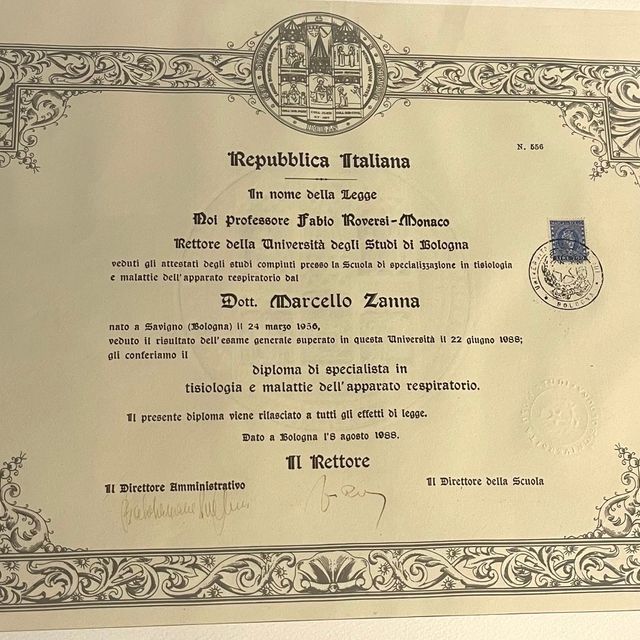 N. 556
Repubblica Italiana
In nome della Legge
Noi Professore Fabio Roversi-Monaco
Rettore della Università degli Studi di Bologna
veduti gli attestati degli studi compiuti presso la Scuola di specializzazione in tisiologia
e malattie dell'apparato respiratorio dal
Dott. Marcello Zanna
nato a Savigno (Bologna) il 24 marzo 1956,
veduto il risultato dell'esame generale superato in questa Università il 22 giugno 1988;
gli conferiamo il
diploma di specialista in
tisiologia e malattie dell'apparato respiratorio.
Il presente diploma viene rilasciato a tutti gli effetti di legge.
Dato a Bologna l'8 agosto 1988.
Il Rettore
Il Direttore Amministrativo
Il Direttore della Scuola